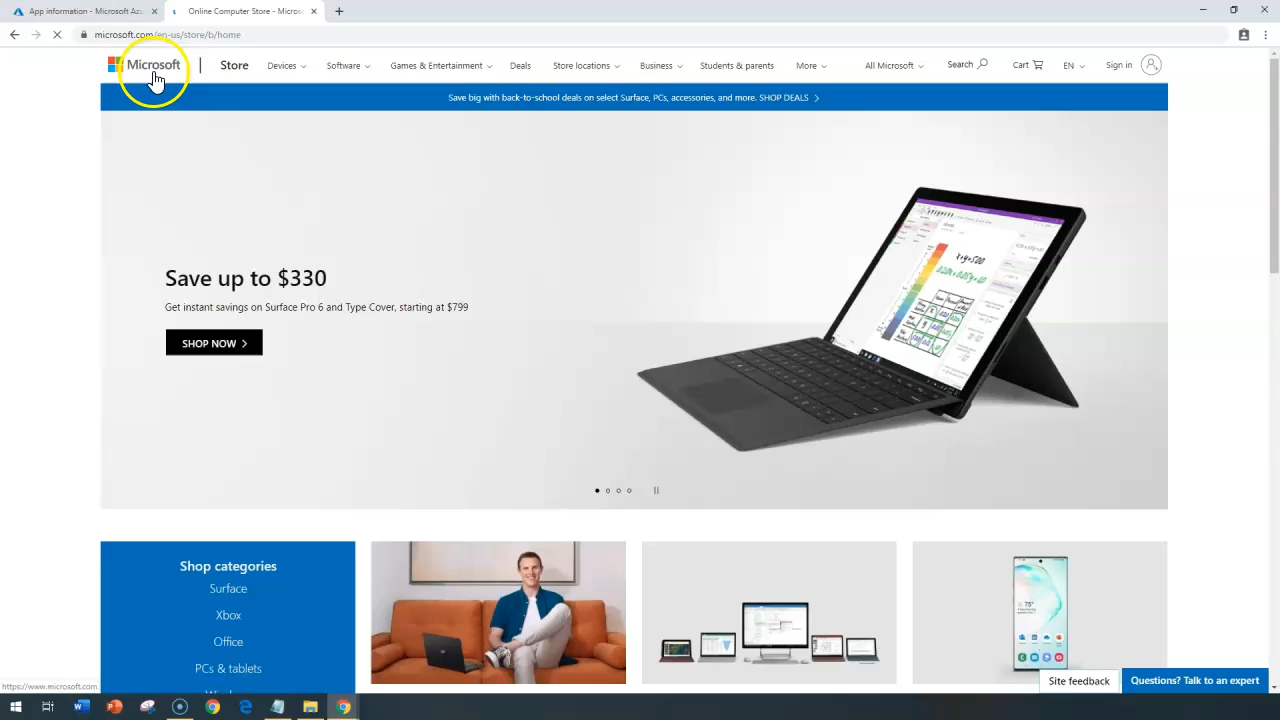 App information - Microsoft Azu
Online Computer Store - Microso
microsoft.com/en-us/store/b/home
Microsoft
Store
Devices
Software
Games & Entertainment
Deals
Store locations
Business
Students & parents
More
All Microsoft
Search
Cart
EN
Sign in
Save big with back-to-school deals on select Surface, PCs, accessories, and more. SHOP DEALS
Save up to $330
Get instant savings on Surface Pro 6 and Type Cover, starting at $799
SHOP NOW
Shop categories
Surface
Xbox
Office
PCs & tablets
Site feedback
Questions? Talk to an expert
https://www.microsoft.com